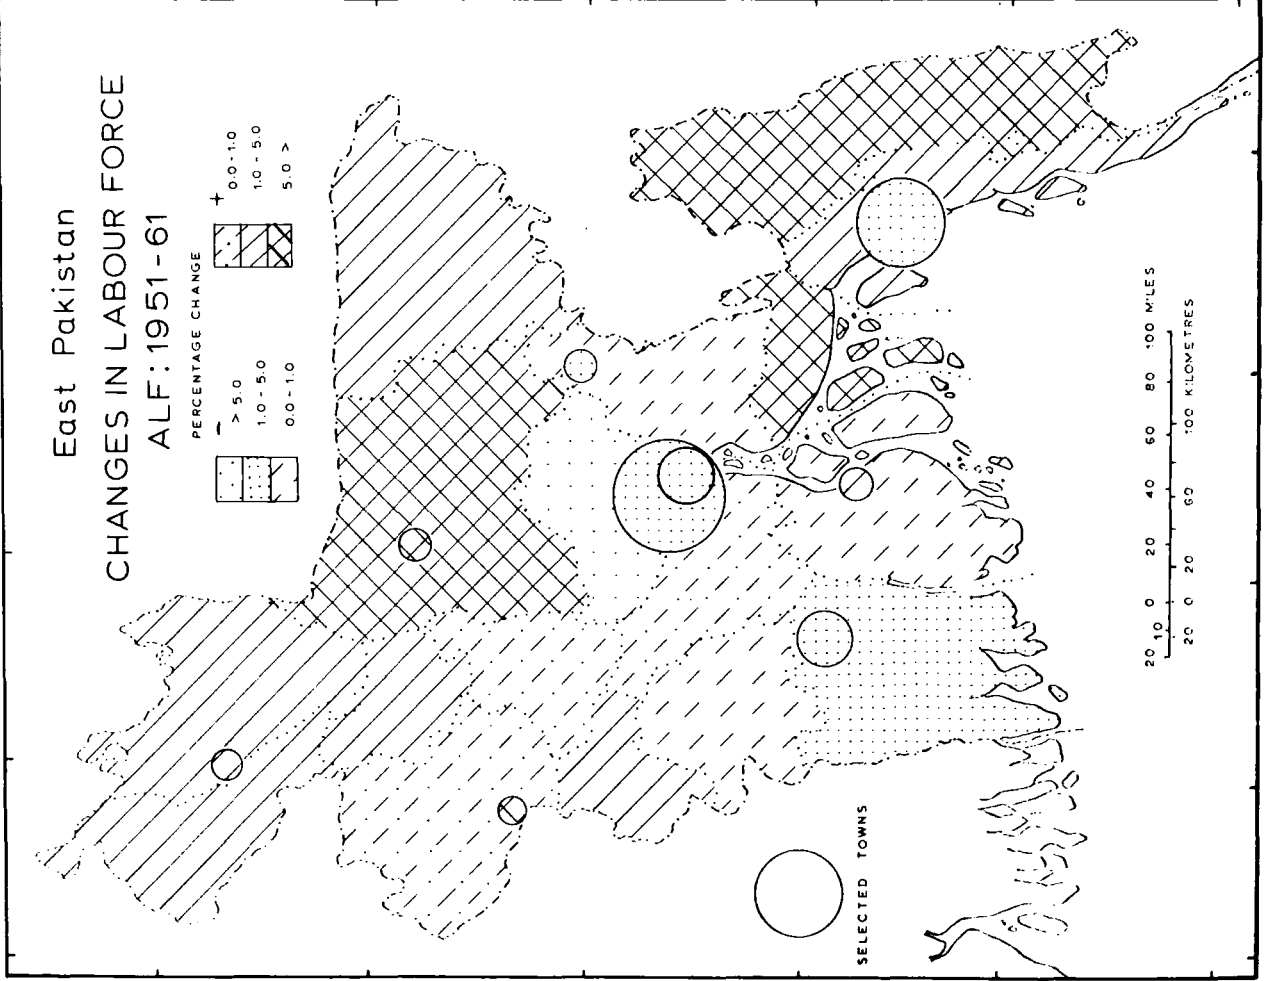 East Pakistan
CHANGES IN LABOUR FORCE
ALF: 1951-61
PERCENTAGE CHANGE
-
> 5.0
1.0 - 5.0
0.0 - 1.0
+
0.0 - 1.0
1.0 - 5.0
5.0 >
SELECTED TOWNS
20 10 0 20 40 60 80 100 MILES
20 0 20 60 100 KILOMETRES